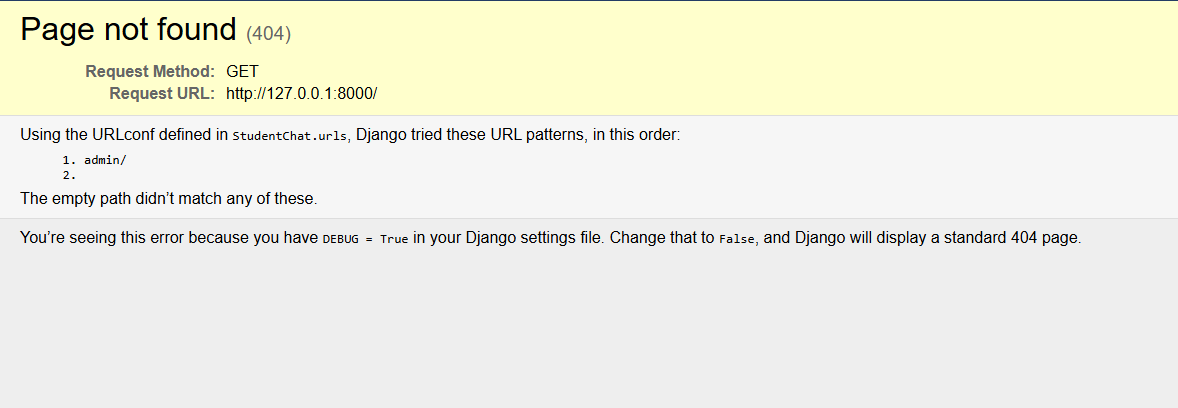 Page not found (404)
Request Method: GET
Request URL: http://127.0.0.1:8000/
Using the URLconf defined in StudentChat.urls, Django tried these URL patterns, in this order:
1. admin/
2.
The empty path didn’t match any of these.
You’re seeing this error because you have DEBUG = True in your Django settings file. Change that to False, and Django will display a standard 404 page.